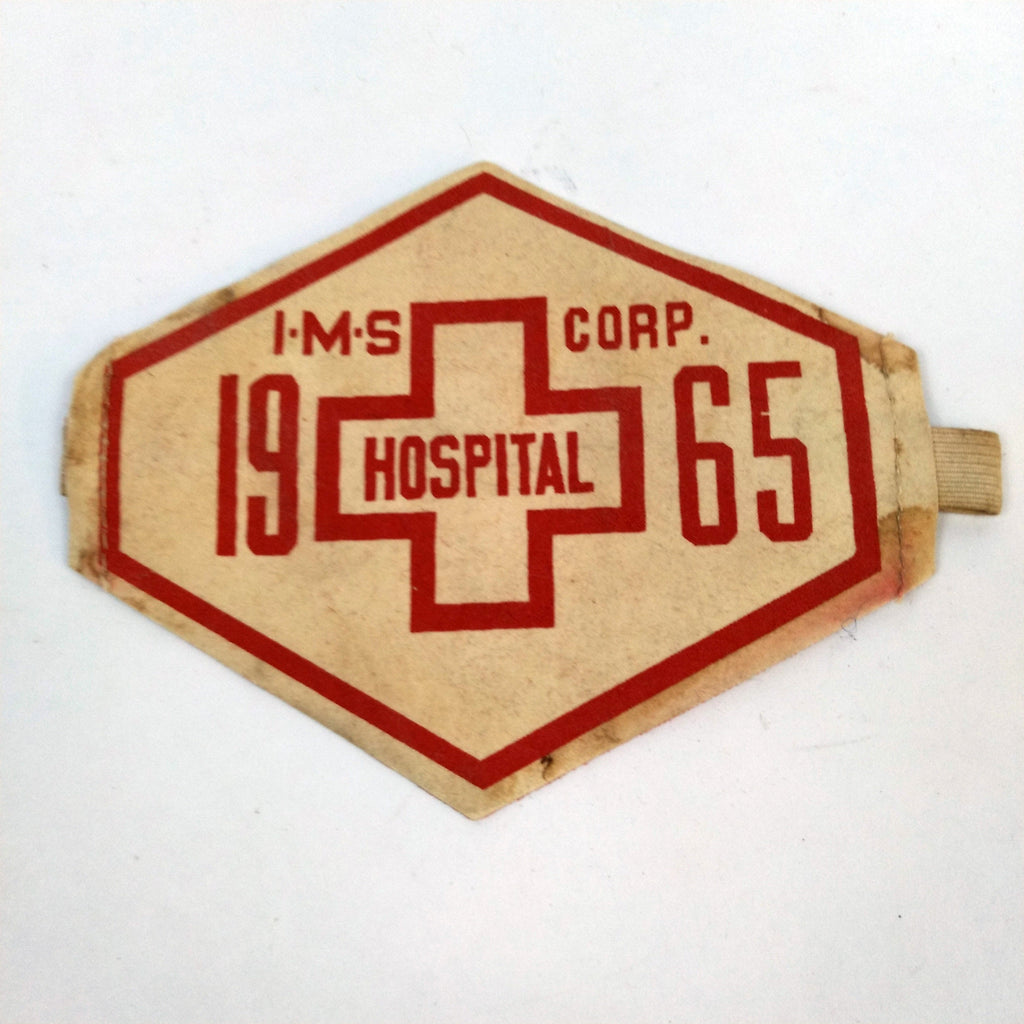 I·M·S CORP.
19 65
HOSPITAL